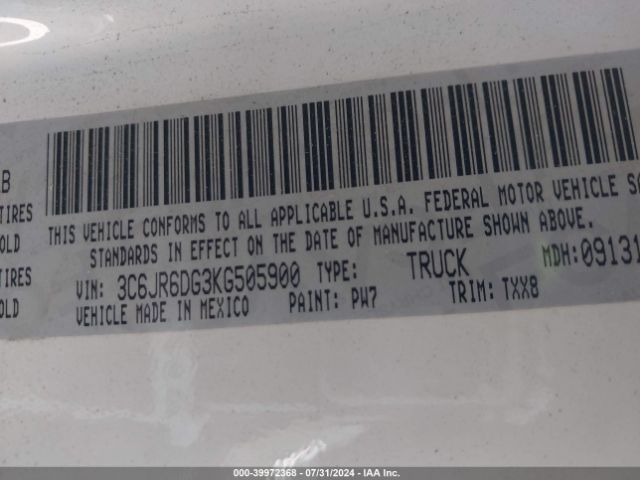 B
TIRES
OLD
TIRES
OLD
THIS VEHICLE CONFORMS TO ALL APPLICABLE U.S.A. FEDERAL MOTOR VEHICLE SA
STANDARDS IN EFFECT ON THE DATE OF MANUFACTURE SHOWN ABOVE.
VIN: 3C6JR6DG3KG505900 TYPE: TRUCK MDH:09131
VEHICLE MADE IN MEXICO PAINT: PW7 TRIM: TXX8
000-39972368 | 07/31/2024 - IAA Inc.